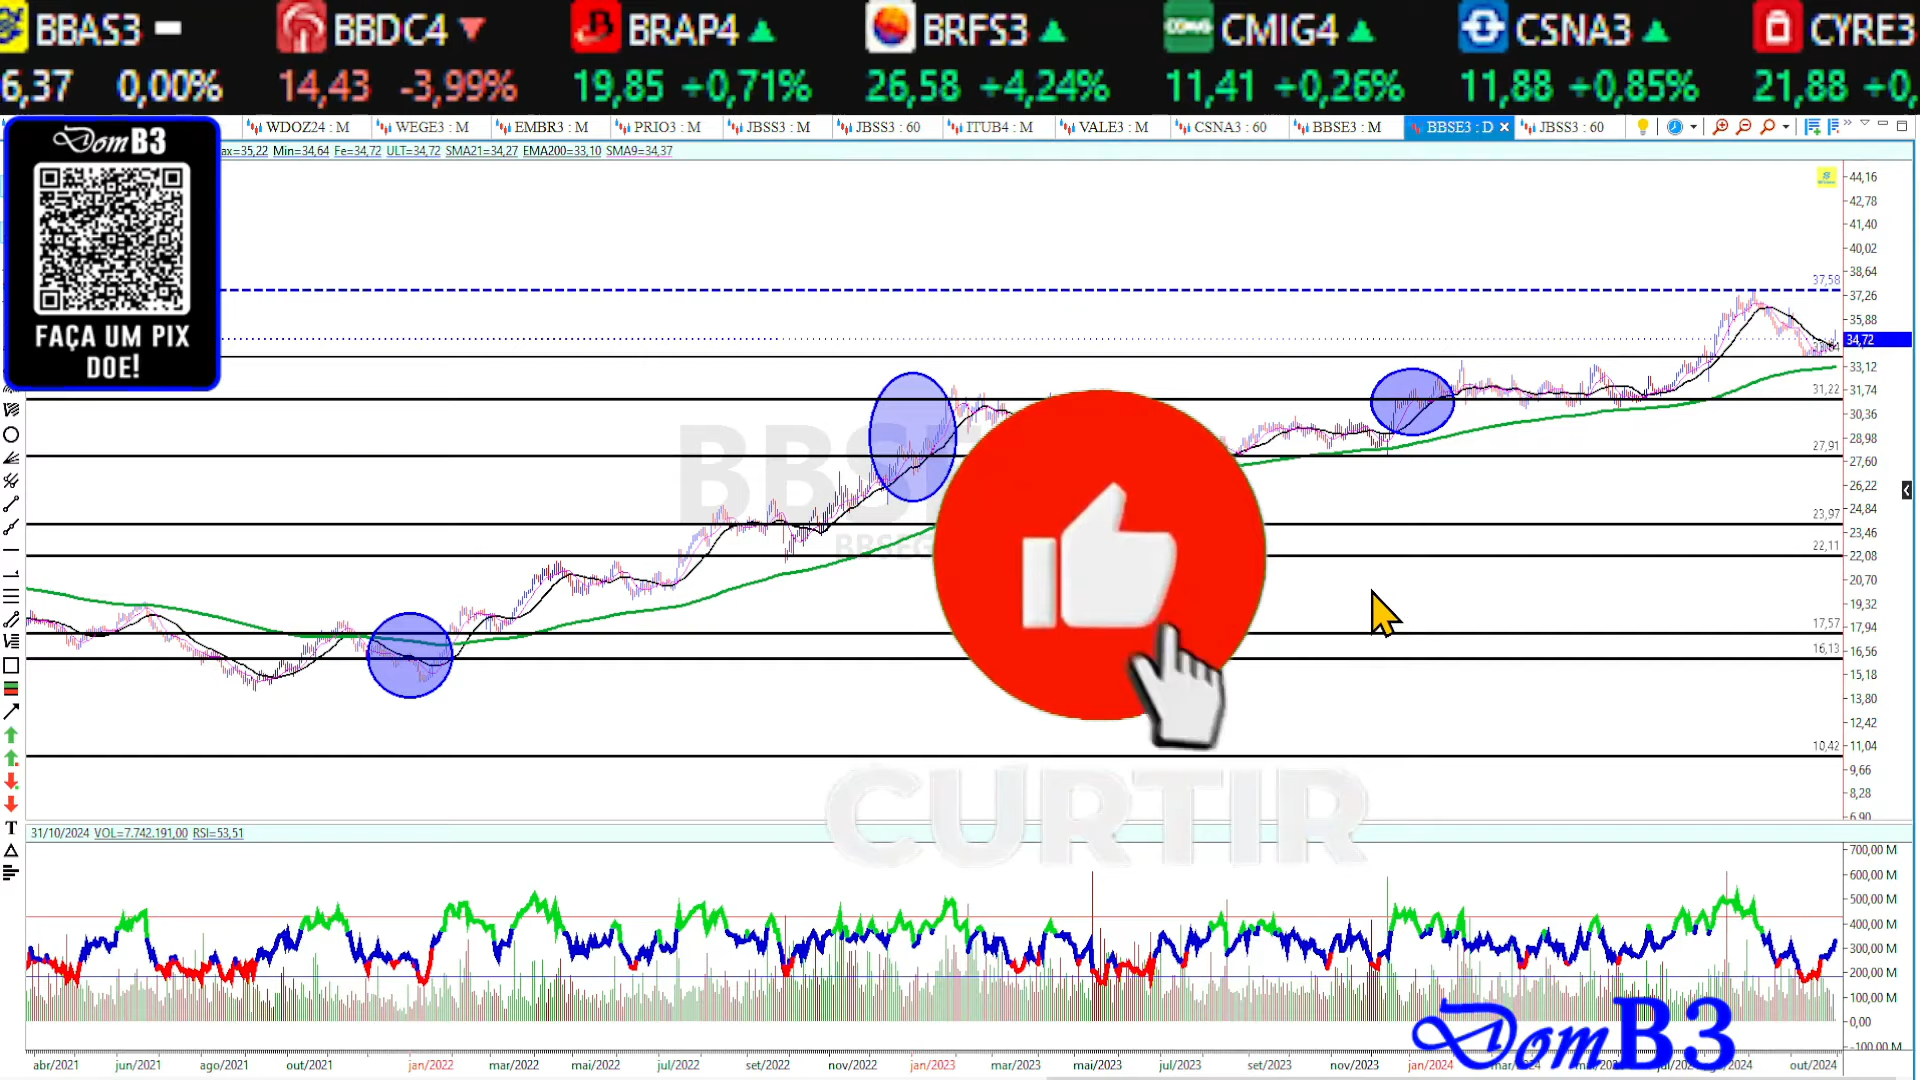 BBAS3 BBDC4 BRAP4 BRFS3 CMIG4 CSNA3 CYRE3
6,37 0,00% 14,43 -3,99% 19,85 +0,71% 26,58 +4,24% 11,41 +0,26% 11,88 +0,85% 21,88 +0,
WDOZ24 : M WEGE3 : M EMBR3 : M PRIO3 : M JBSS3 : M JBSS3 : 60 ITUB4 : M VALE3 : M CSNA3 : 60 BBSE3 : M BBSE3 : D JBSS3 : 60
DomB3
FAÇA UM PIX
DOE!
ax=35,22 Min=34,64 Fe=34,72 ULT=34,72 SMA21=34,27 EMA200=33,10 SMA9=34,37
44,16
42,78
41,40
40,02
38,64
37,58
37,26
35,88
34,72
33,12
31,74
31,22
30,36
28,98
27,91
27,60
26,22
24,84
23,97
23,46
22,11
22,08
20,70
19,32
17,57
17,94
16,56
16,13
15,18
13,80
12,42
10,42
11,04
9,66
8,28
6,90
CURTIR
31/10/2024 VOL=7.742.191,00 RSI=53,51
700,00 M
600,00 M
500,00 M
400,00 M
300,00 M
200,00 M
100,00 M
0,00
-100,00 M
DomB3
abr/2021 jun/2021 ago/2021 out/2021 jan/2022 mar/2022 mai/2022 jul/2022 set/2022 nov/2022 jan/2023 mar/2023 mai/2023 jul/2023 set/2023 nov/2023 jan/2024 out/2024